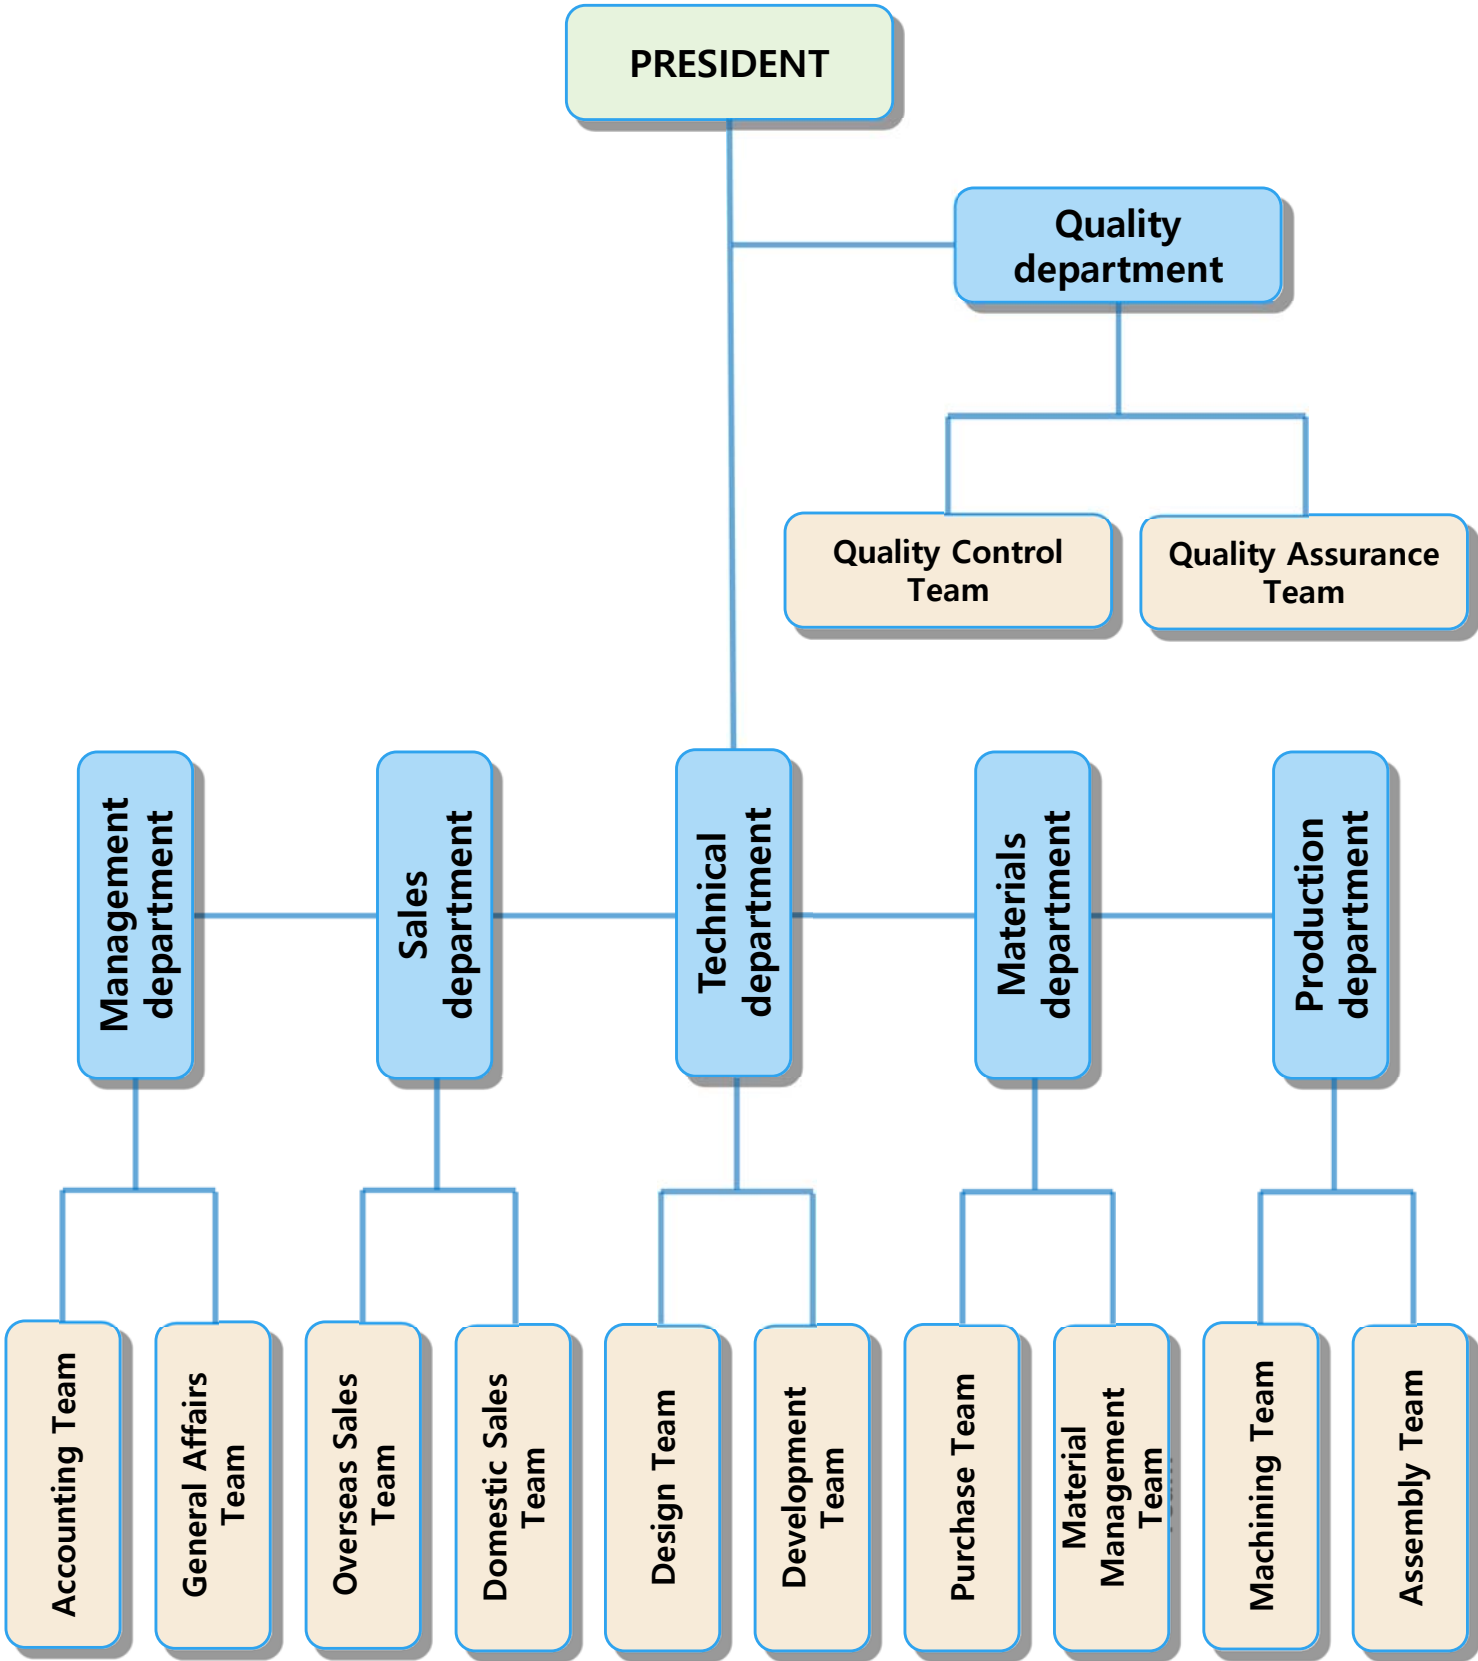 PRESIDENT
Quality
department
Quality Control
Team
Quality Assurance
Team
Management
department
Sales
department
Technical
department
Materials
department
Production
department
Accounting Team
General Affairs
Team
Overseas Sales
Team
Domestic Sales
Team
Design Team
Development
Team
Purchase Team
Material
Management
Team
Machining Team
Assembly Team